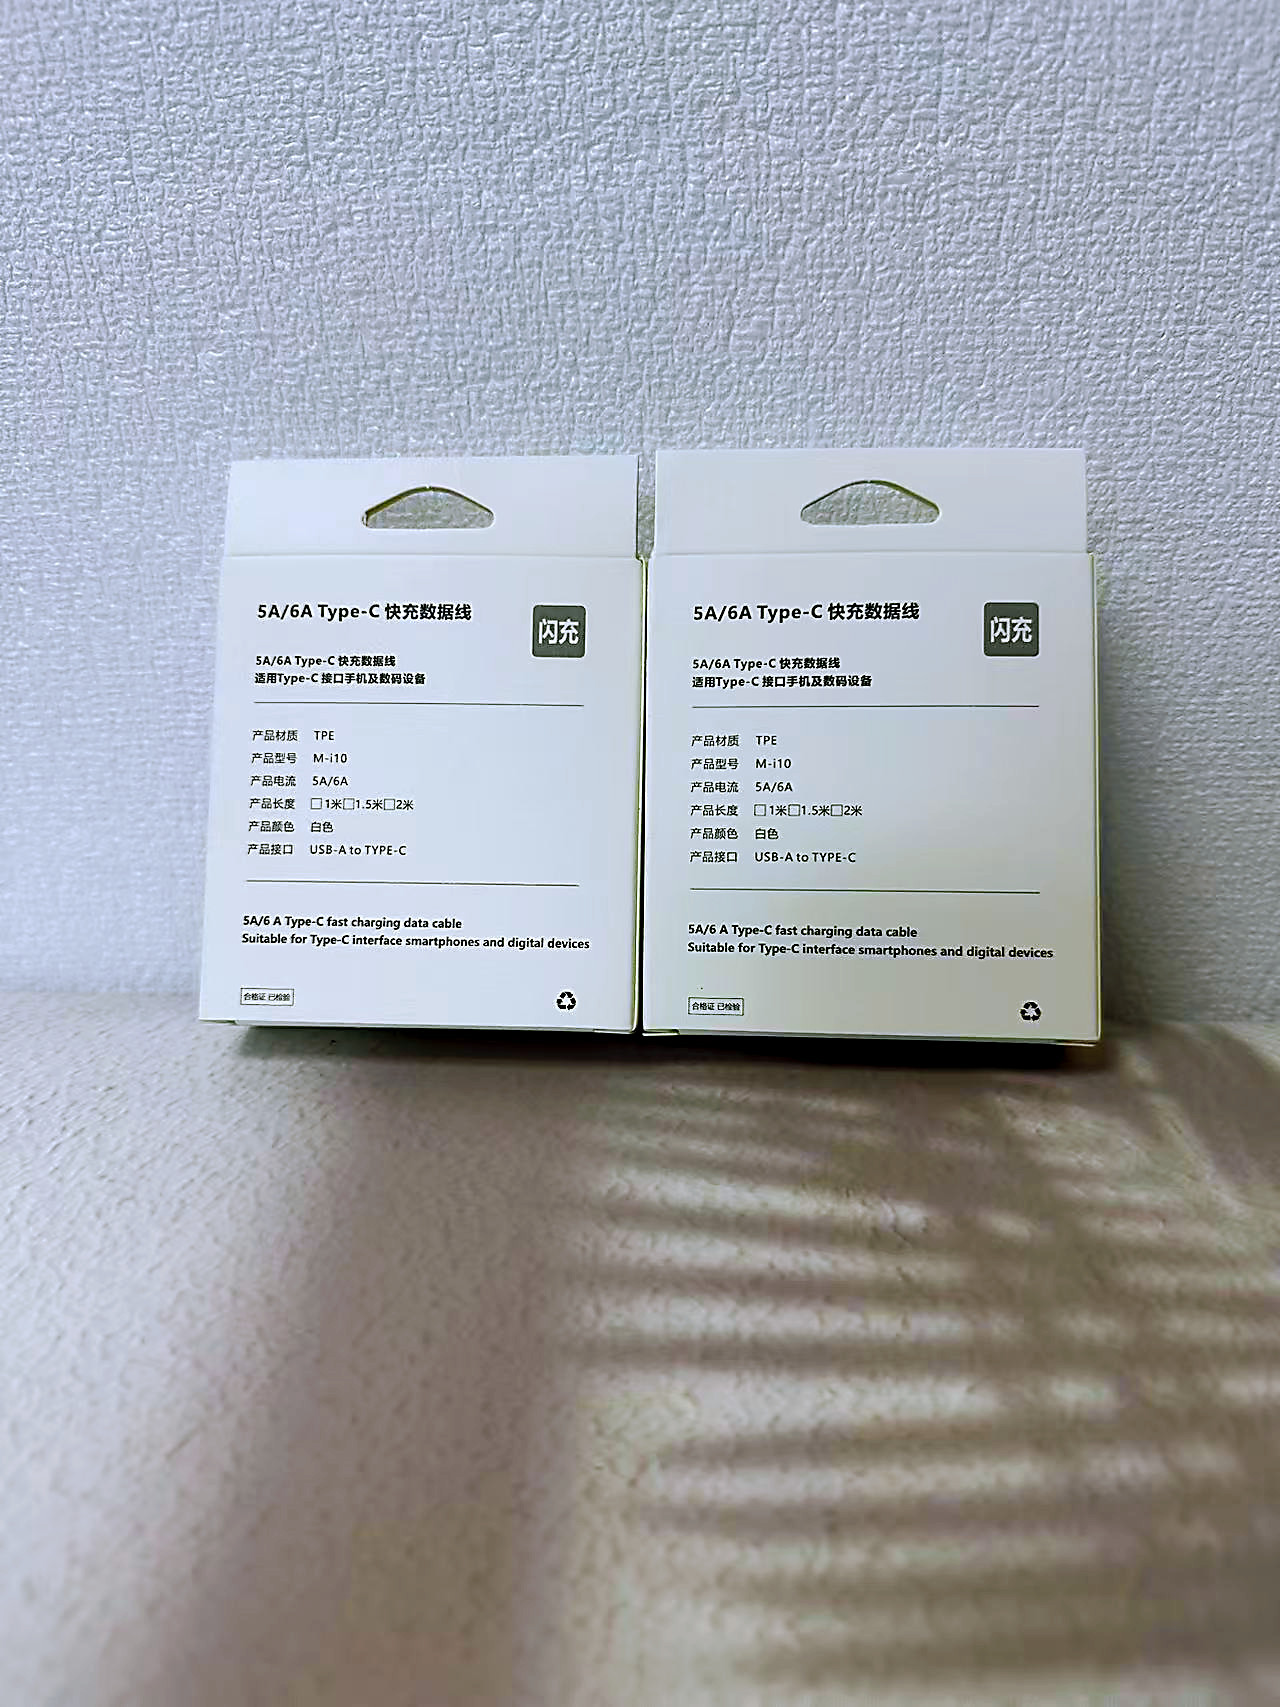 5A/6A Type-C 快充数据线
闪充
5A/6A Type-C 快充数据线
适用Type-C 接口手机及数码设备
产品材质 TPE
产品型号 M-i10
产品电流 5A/6A
产品长度 □1米□1.5米□2米
产品颜色 白色
产品接口 USB-A to TYPE-C
5A/6 A Type-C fast charging data cable
Suitable for Type-C interface smartphones and digital devices
合格证 已检验
5A/6A Type-C 快充数据线
闪充
5A/6A Type-C 快充数据线
适用Type-C 接口手机及数码设备
产品材质 TPE
产品型号 M-i10
产品电流 5A/6A
产品长度 □1米□1.5米□2米
产品颜色 白色
产品接口 USB-A to TYPE-C
5A/6 A Type-C fast charging data cable
Suitable for Type-C interface smartphones and digital devices
合格证 已检验